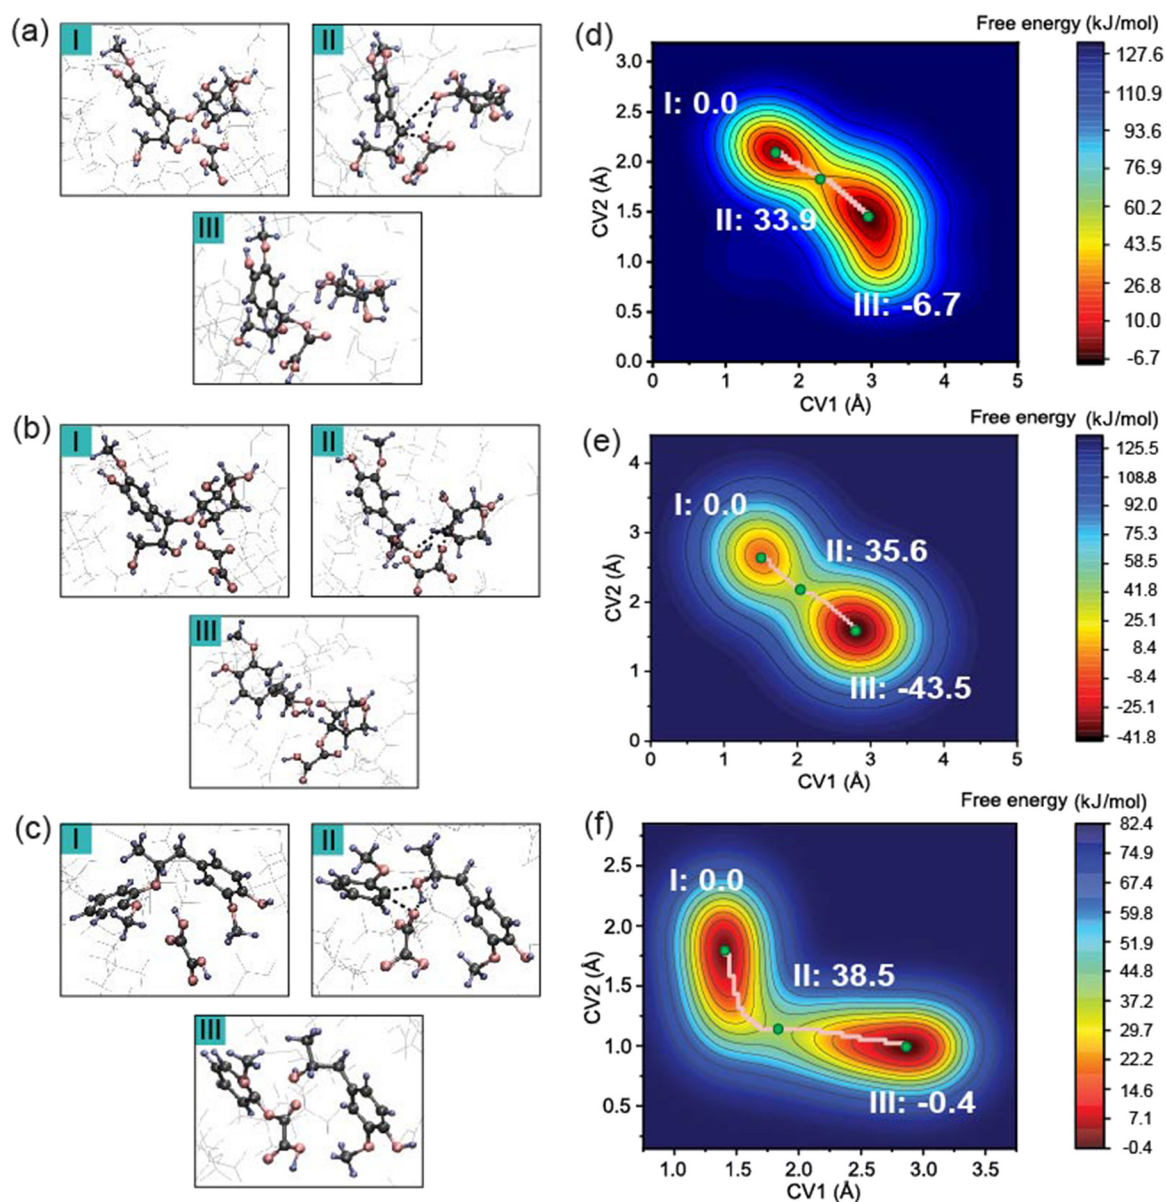 (a)
I
II
III
(d)
Free energy (kJ/mol)
3.0
2.5
2.0
1.5
1.0
0.5
0.0
CV2 (Å)
I: 0.0
II: 33.9
III: -6.7
0 1 2 3 4 5
CV1 (Å)
127.6
110.9
93.6
76.9
60.2
43.5
26.8
10.0
-6.7
(b)
I
II
III
(e)
Free energy (kJ/mol)
4
3
2
1
0
CV2 (Å)
I: 0.0
II: 35.6
III: -43.5
0 1 2 3 4 5
CV1 (Å)
125.5
108.8
92.0
75.3
58.6
41.8
25.1
8.4
-8.4
-25.1
-41.8
(c)
I
II
III
(f)
Free energy (kJ/mol)
2.5
2.0
1.5
1.0
0.5
CV2 (Å)
I: 0.0
II: 38.5
III: -0.4
1.0 1.5 2.0 2.5 3.0 3.5
CV1 (Å)
82.4
74.9
67.4
59.8
51.9
44.8
37.2
29.7
22.2
14.6
7.1
-0.4